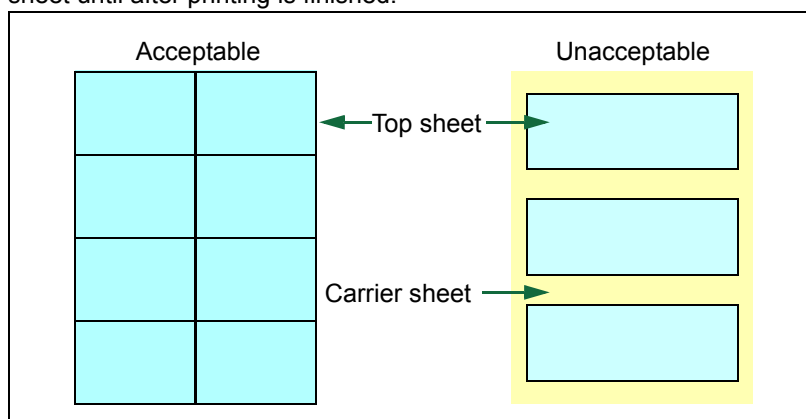 sheet until after printing is finished.
Acceptable Unacceptable
Top sheet
Carrier sheet